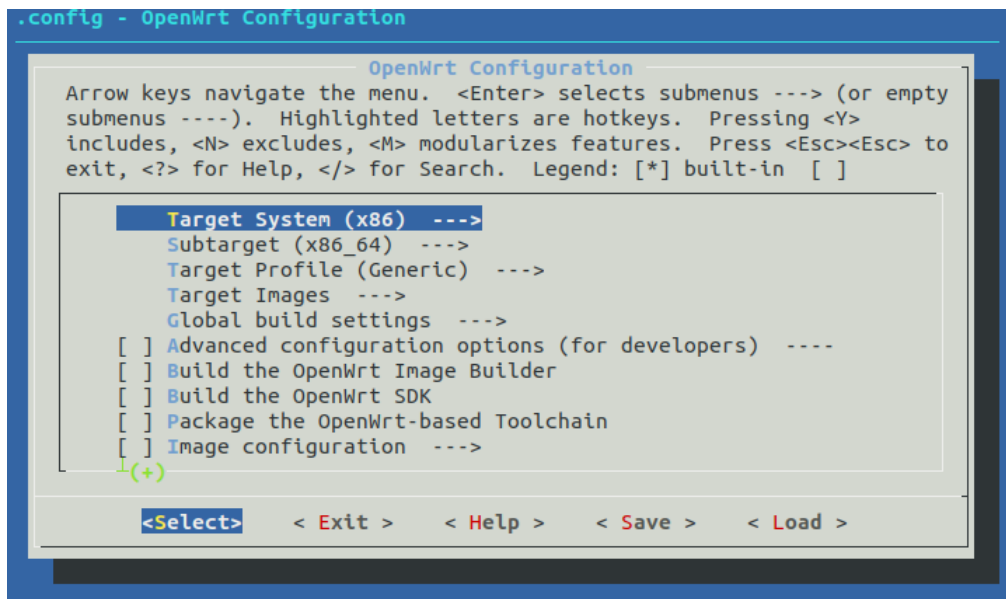 .config - OpenWrt Configuration
OpenWrt Configuration
Arrow keys navigate the menu.  <Enter> selects submenus ---> (or empty
submenus ----).  Highlighted letters are hotkeys.  Pressing <Y>
includes, <N> excludes, <M> modularizes features.  Press <Esc><Esc> to
exit, <?> for Help, </> for Search.  Legend: [*] built-in  [ ]
Target System (x86)  --->
Subtarget (x86_64)  --->
Target Profile (Generic)  --->
Target Images  --->
Global build settings  --->
[ ] Advanced configuration options (for developers)  ----
[ ] Build the OpenWrt Image Builder
[ ] Build the OpenWrt SDK
[ ] Package the OpenWrt-based Toolchain
[ ] Image configuration  --->
┴(+)
<Select>    < Exit >    < Help >    < Save >    < Load >